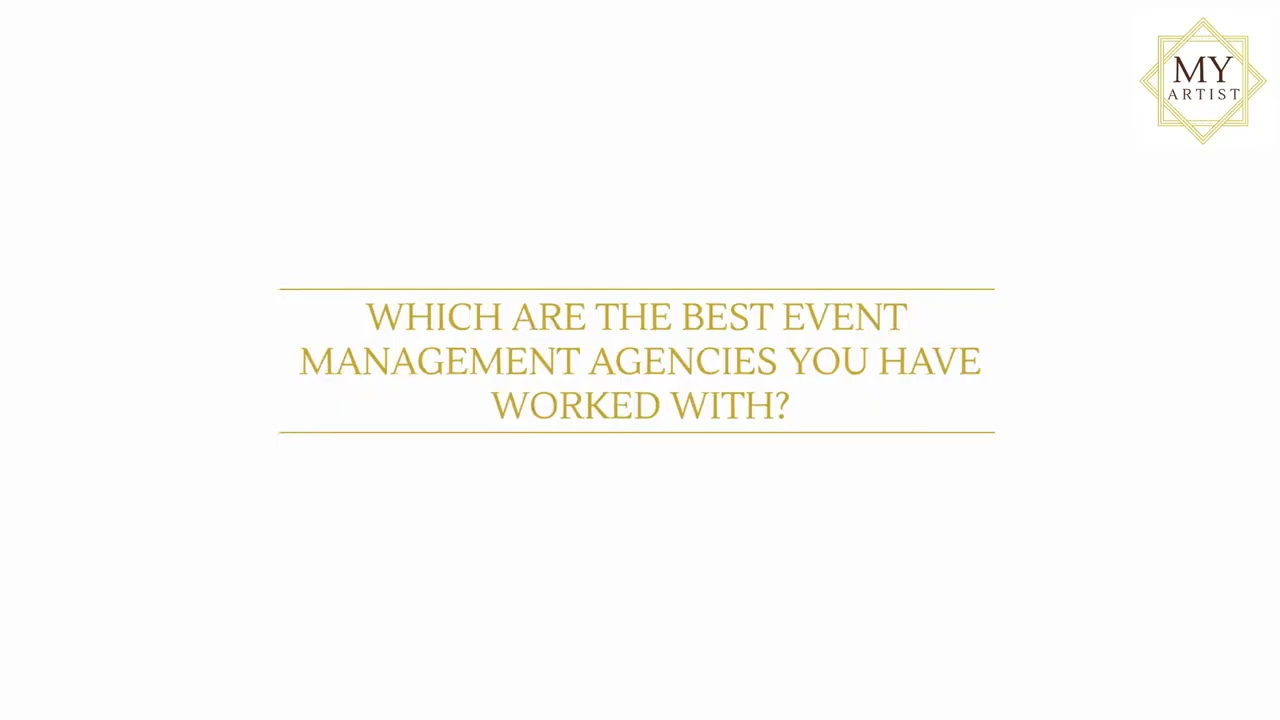 MY
ARTIST
WHICH ARE THE BEST EVENT
MANAGEMENT AGENCIES YOU HAVE
WORKED WITH?